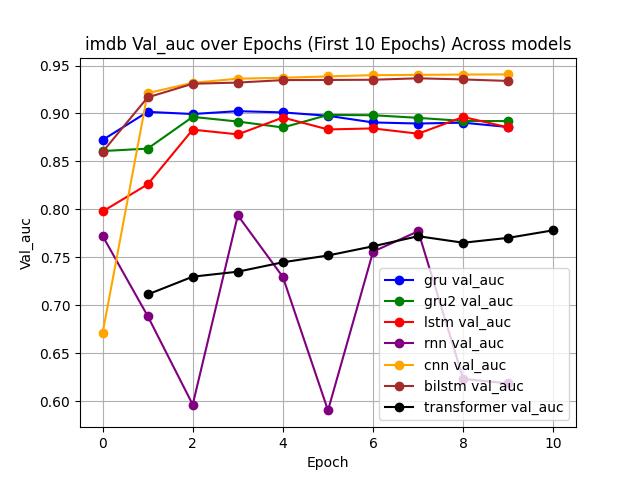 imdb Val_auc over Epochs (First 10 Epochs) Across models
0.95
0.90
0.85
0.80
0.75
0.70
0.65
0.60
Val_auc
gru val_auc
gru2 val_auc
lstm val_auc
rnn val_auc
cnn val_auc
bilstm val_auc
transformer val_auc
0 2 4 6 8 10
Epoch